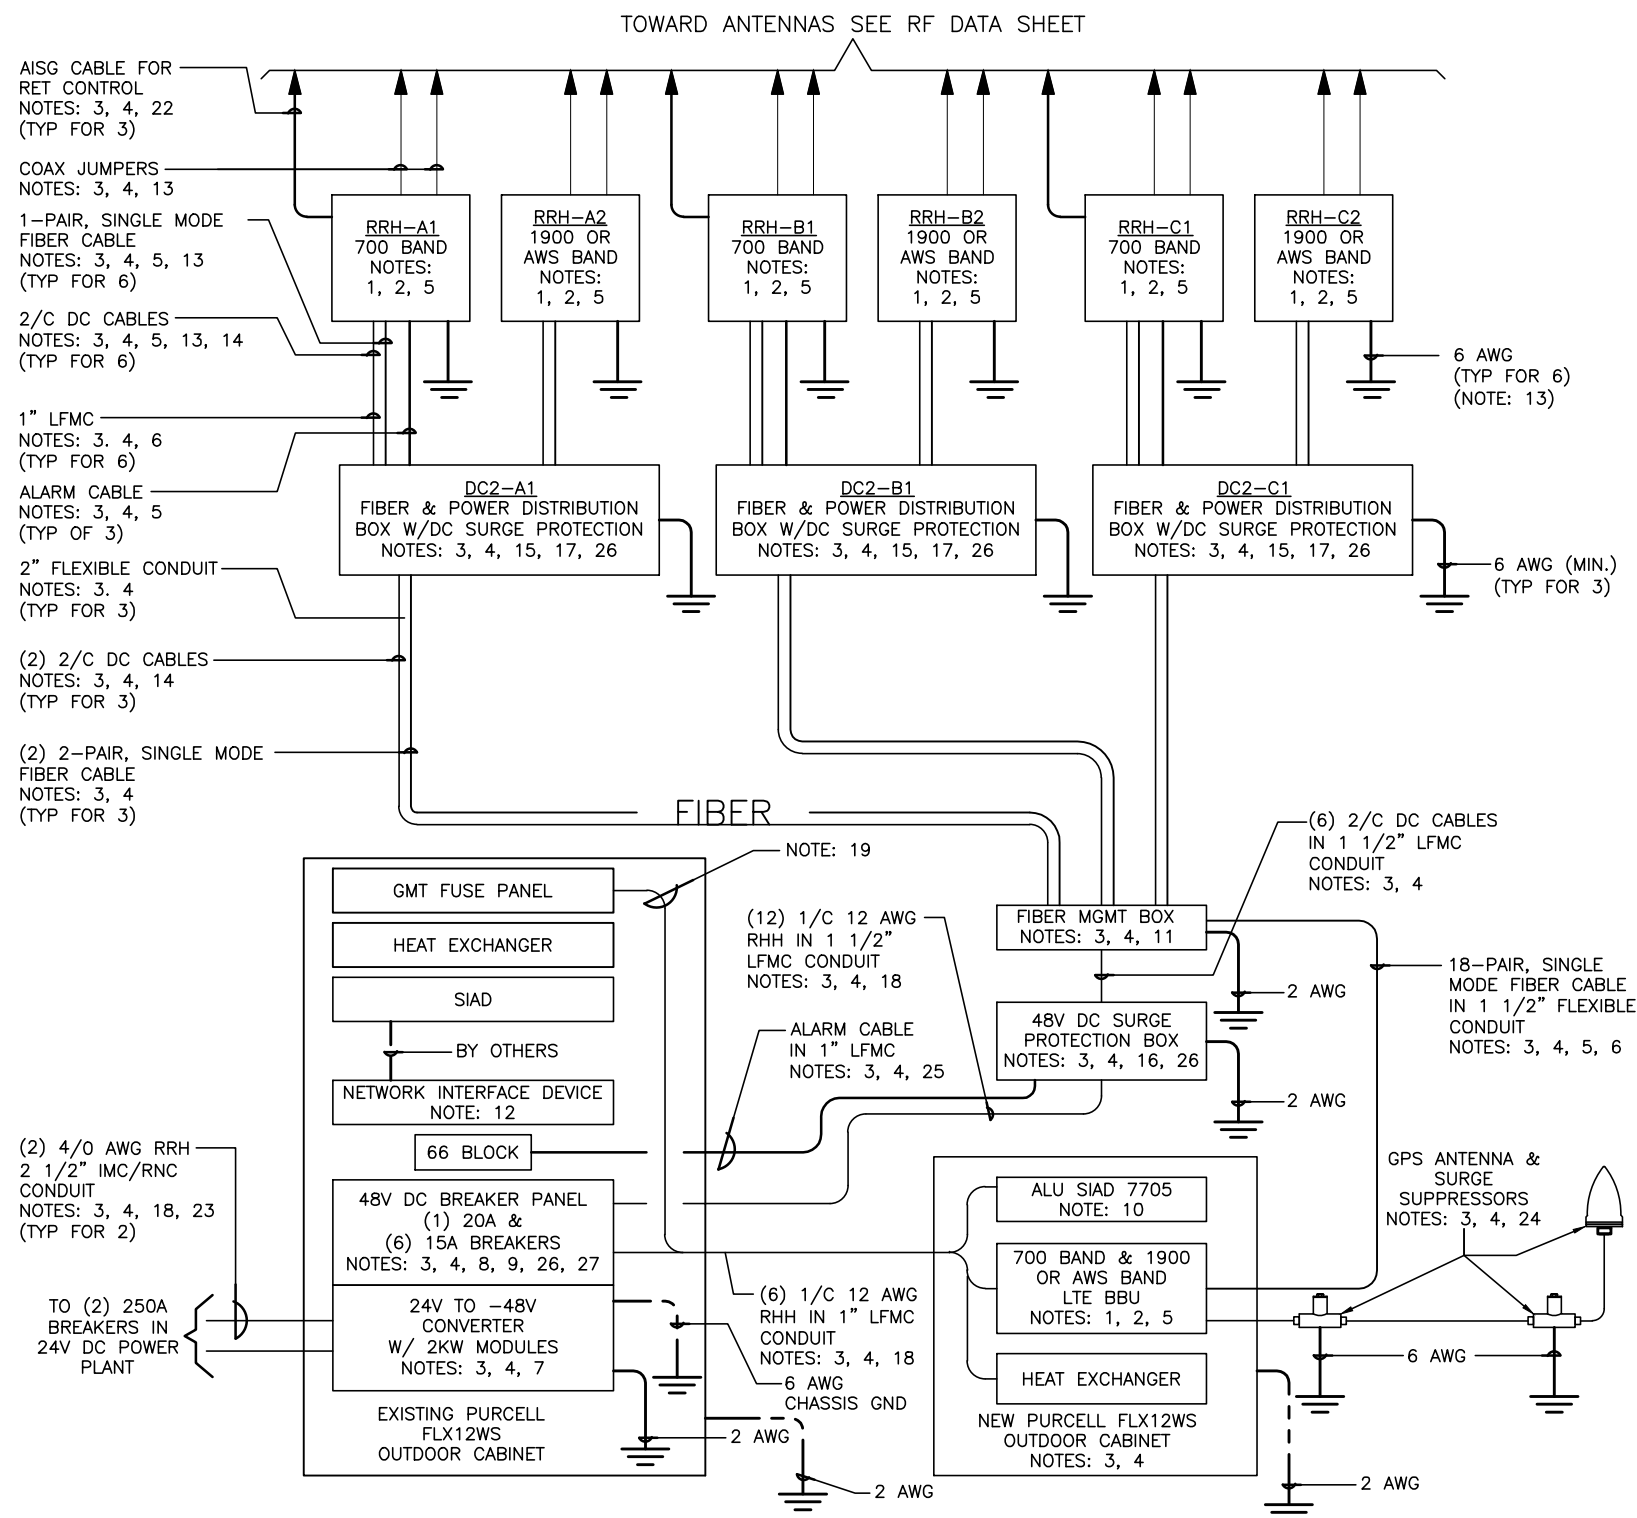 TOWARD ANTENNAS SEE RF DATA SHEET
AISG CABLE FOR
RET CONTROL
NOTES: 3, 4, 22
(TYP FOR 3)
COAX JUMPERS
NOTES: 3, 4, 13
1-PAIR, SINGLE MODE
FIBER CABLE
NOTES: 3, 4, 5, 13
(TYP FOR 6)
2/C DC CABLES
NOTES: 3, 4, 5, 13, 14
(TYP FOR 6)
1" LFMC
NOTES: 3. 4, 6
(TYP FOR 6)
ALARM CABLE
NOTES: 3, 4, 5
(TYP OF 3)
2" FLEXIBLE CONDUIT
NOTES: 3. 4
(TYP FOR 3)
(2) 2/C DC CABLES
NOTES: 3, 4, 14
(TYP FOR 3)
(2) 2-PAIR, SINGLE MODE
FIBER CABLE
NOTES: 3, 4
(TYP FOR 3)
RRH-A1
700 BAND
NOTES:
1, 2, 5
RRH-A2
1900 OR
AWS BAND
NOTES:
1, 2, 5
RRH-B1
700 BAND
NOTES:
1, 2, 5
RRH-B2
1900 OR
AWS BAND
NOTES:
1, 2, 5
RRH-C1
700 BAND
NOTES:
1, 2, 5
RRH-C2
1900 OR
AWS BAND
NOTES:
1, 2, 5
6 AWG
(TYP FOR 6)
(NOTE: 13)
DC2-A1
FIBER & POWER DISTRIBUTION
BOX W/DC SURGE PROTECTION
NOTES: 3, 4, 15, 17, 26
DC2-B1
FIBER & POWER DISTRIBUTION
BOX W/DC SURGE PROTECTION
NOTES: 3, 4, 15, 17, 26
DC2-C1
FIBER & POWER DISTRIBUTION
BOX W/DC SURGE PROTECTION
NOTES: 3, 4, 15, 17, 26
6 AWG (MIN.)
(TYP FOR 3)
FIBER
(6) 2/C DC CABLES
IN 1 1/2" LFMC
CONDUIT
NOTES: 3, 4
NOTE: 19
GMT FUSE PANEL
HEAT EXCHANGER
SIAD
BY OTHERS
NETWORK INTERFACE DEVICE
NOTE: 12
66 BLOCK
48V DC BREAKER PANEL
(1) 20A &
(6) 15A BREAKERS
NOTES: 3, 4, 8, 9, 26, 27
24V TO -48V
CONVERTER
W/ 2KW MODULES
NOTES: 3, 4, 7
EXISTING PURCELL
FLX12WS
OUTDOOR CABINET
(12) 1/C 12 AWG
RHH IN 1 1/2"
LFMC CONDUIT
NOTES: 3, 4, 18
ALARM CABLE
IN 1" LFMC
NOTES: 3, 4, 25
FIBER MGMT BOX
NOTES: 3, 4, 11
2 AWG
48V DC SURGE
PROTECTION BOX
NOTES: 3, 4, 16, 26
2 AWG
18-PAIR, SINGLE
MODE FIBER CABLE
IN 1 1/2" FLEXIBLE
CONDUIT
NOTES: 3, 4, 5, 6
(2) 4/0 AWG RRH
2 1/2" IMC/RNC
CONDUIT
NOTES: 3, 4, 18, 23
(TYP FOR 2)
TO (2) 250A
BREAKERS IN
24V DC POWER
PLANT
(6) 1/C 12 AWG
RHH IN 1" LFMC
CONDUIT
NOTES: 3, 4, 18
6 AWG
CHASSIS GND
2 AWG
2 AWG
ALU SIAD 7705
NOTE: 10
700 BAND & 1900
OR AWS BAND
LTE BBU
NOTES: 1, 2, 5
HEAT EXCHANGER
NEW PURCELL FLX12WS
OUTDOOR CABINET
NOTES: 3, 4
GPS ANTENNA &
SURGE
SUPPRESSORS
NOTES: 3, 4, 24
6 AWG
2 AWG